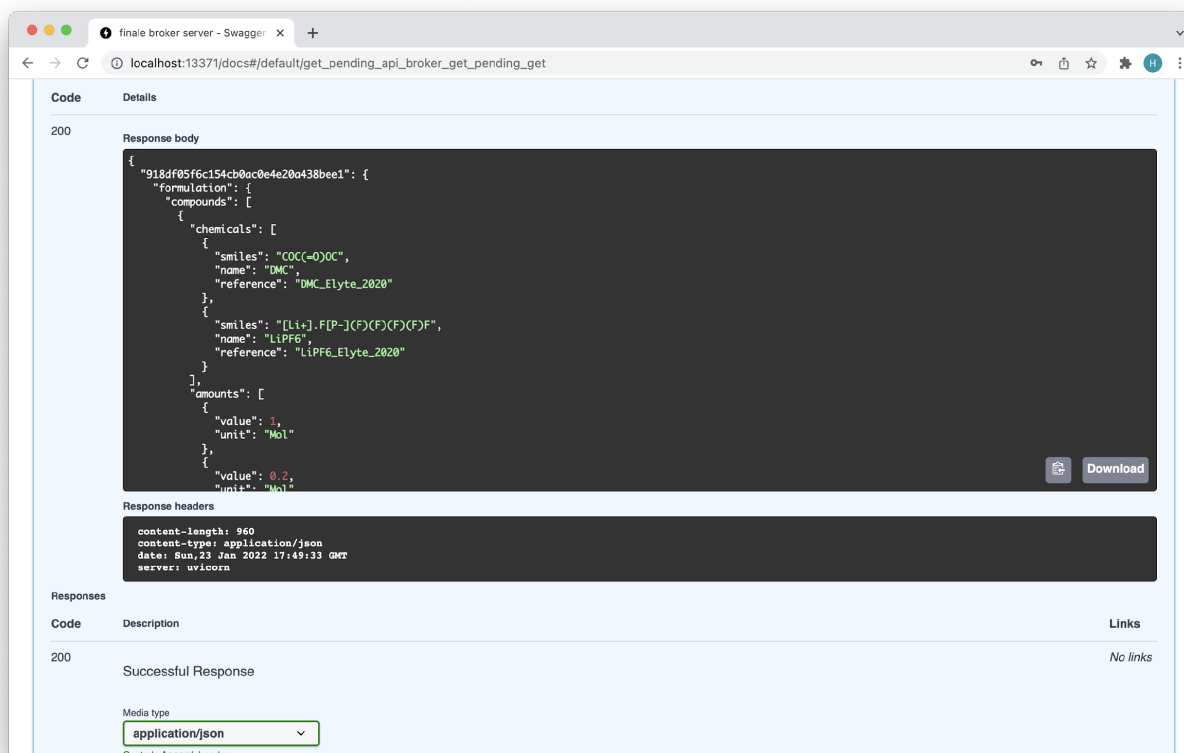 finale broker server - Swagger
localhost:13371/docs#/default/get_pending_api_broker_get_pending_get
H
Code Details
200
Response body
{
"918df05f6c154cb0ac0e4e20a438bee1": {
"formulation": {
"compounds": [
{
"chemicals": [
{
"smiles": "COC(=O)OC",
"name": "DMC",
"reference": "DMC_Elyte_2020"
},
{
"smiles": "[Li+].F[P-](F)(F)(F)(F)F",
"name": "LiPF6",
"reference": "LiPF6_Elyte_2020"
}
],
"amounts": [
{
"value": 1,
"unit": "Mol"
},
{
"value": 0.2,
"unit": "Mol"
Download
Response headers
content-length: 960
content-type: application/json
date: Sun,23 Jan 2022 17:49:33 GMT
server: uvicorn
Responses
Code Description Links
200 No links
Successful Response
Media type
application/json